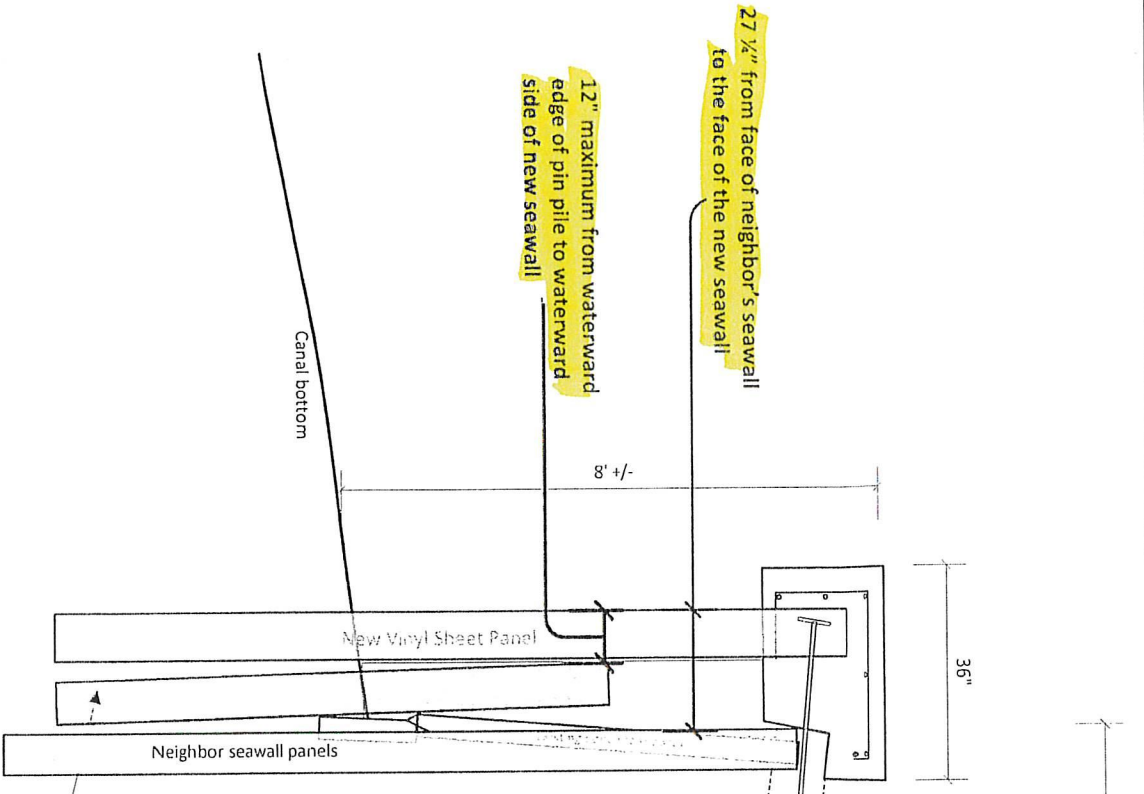 27 ¼" from face of neighbor's seawall
to the face of the new seawall
12" maximum from waterward
edge of pin pile to waterward
side of new seawall
Canal bottom
8' +/-
36"
New Vinyl Sheet Panel
Neighbor seawall panels